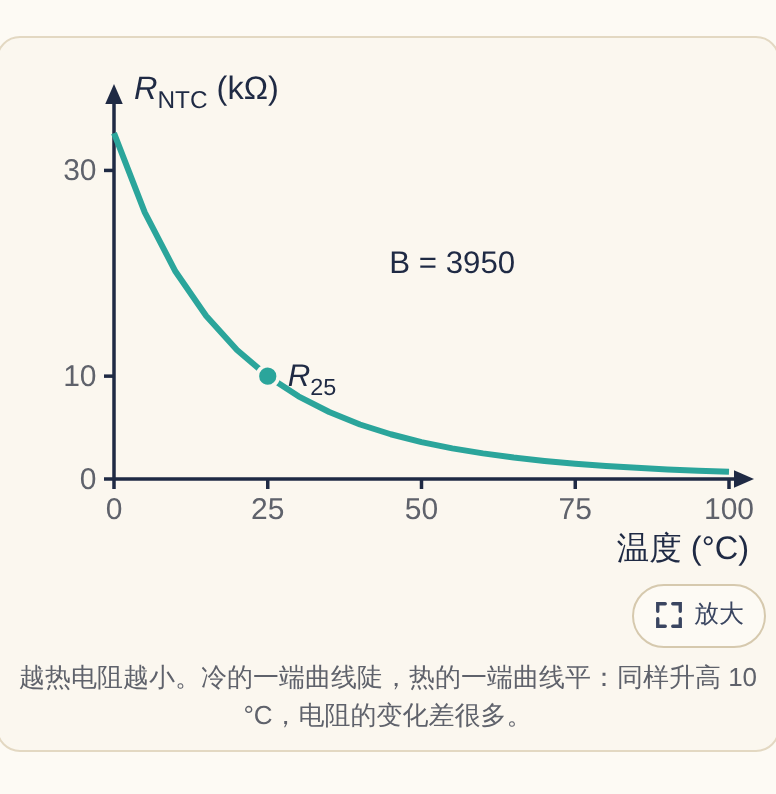 R_NTC (kΩ)
30
B = 3950
10
R_25
0
0 25 50 75 100
温度 (°C)
放大
越热电阻越小。冷的一端曲线陡，热的一端曲线平：同样升高 10
°C，电阻的变化差很多。